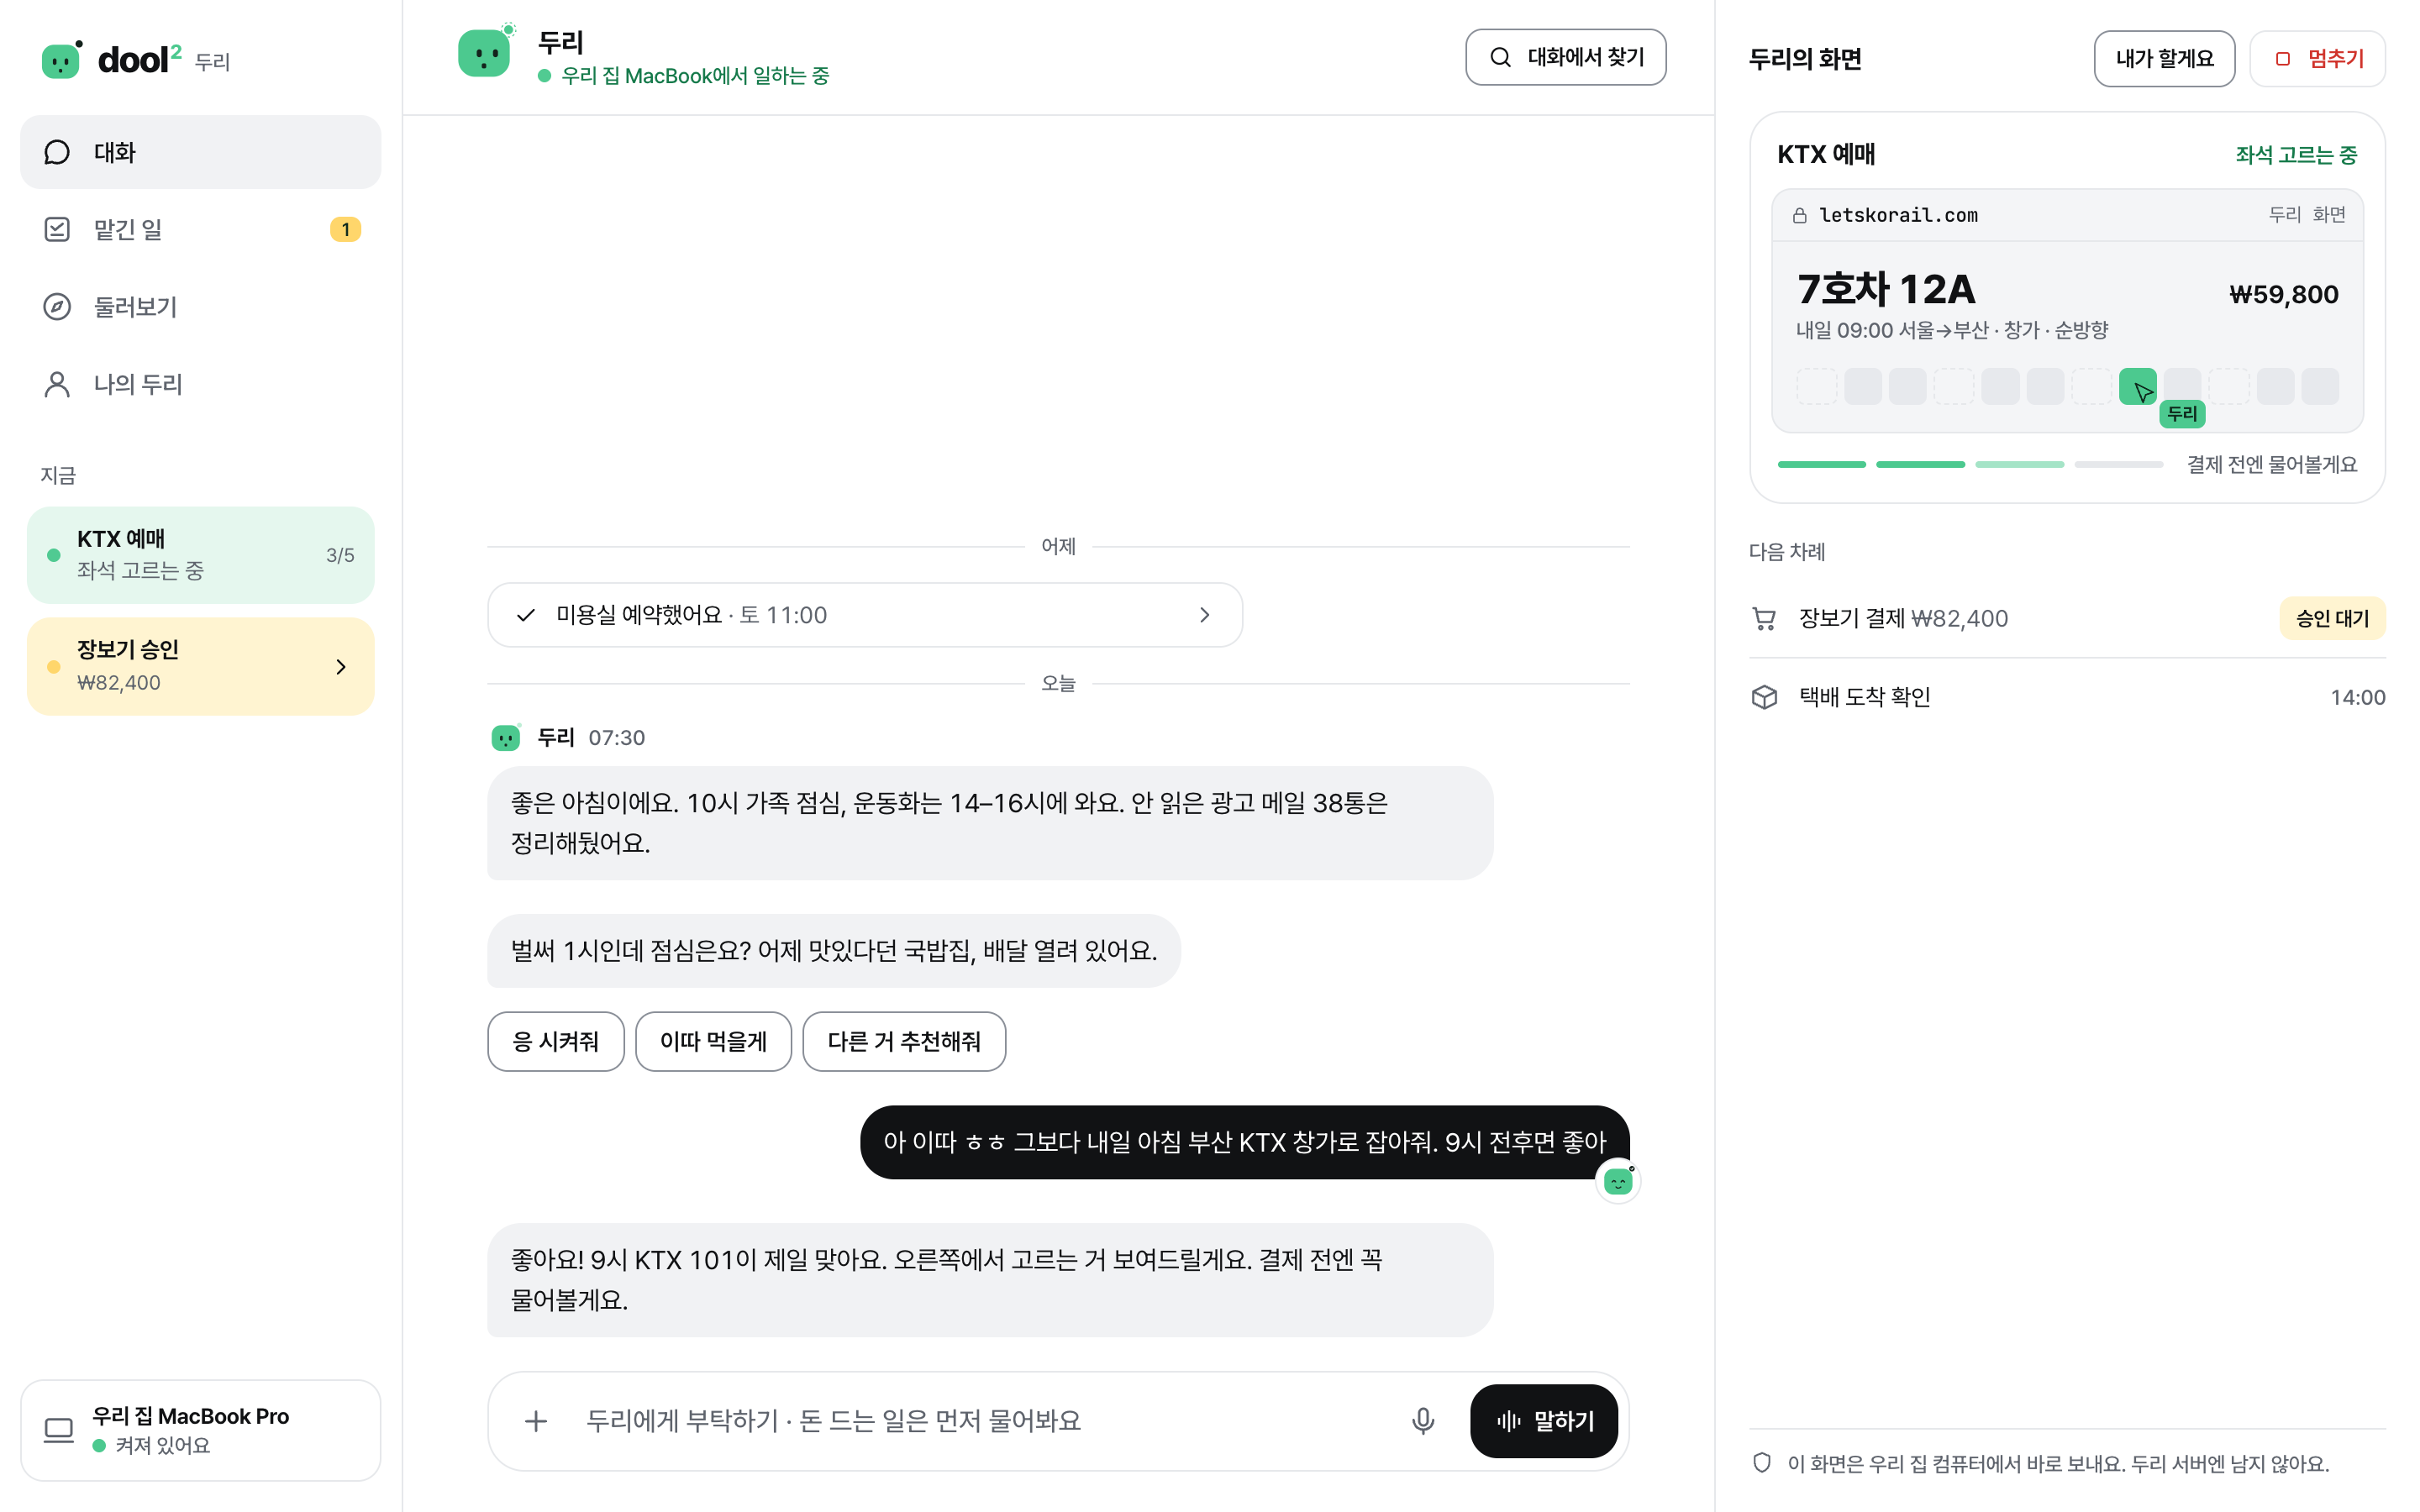 dool² 두리
대화
맡긴 일 1
둘러보기
나의 두리
지금
KTX 예매
좌석 고르는 중
3/5
장보기 승인
₩82,400
우리 집 MacBook Pro
켜져 있어요
두리
우리 집 MacBook에서 일하는 중
대화에서 찾기
어제
미용실 예약했어요 · 토 11:00
오늘
두리 07:30
좋은 아침이에요. 10시 가족 점심, 운동화는 14–16시에 와요. 안 읽은 광고 메일 38통은
정리해뒀어요.
벌써 1시인데 점심은요? 어제 맛있다던 국밥집, 배달 열려 있어요.
응 시켜줘
이따 먹을게
다른 거 추천해줘
아 이따 ㅎㅎ 그보다 내일 아침 부산 KTX 창가로 잡아줘. 9시 전후면 좋아
좋아요! 9시 KTX 101이 제일 맞아요. 오른쪽에서 고르는 거 보여드릴게요. 결제 전엔 꼭
물어볼게요.
두리에게 부탁하기 · 돈 드는 일은 먼저 물어봐요
말하기
두리의 화면
내가 할게요
멈추기
KTX 예매
좌석 고르는 중
letskorail.com
두리 화면
7호차 12A
₩59,800
내일 09:00 서울→부산 · 창가 · 순방향
두리
결제 전엔 물어볼게요
다음 차례
장보기 결제 ₩82,400
승인 대기
택배 도착 확인
14:00
이 화면은 우리 집 컴퓨터에서 바로 보내요. 두리 서버엔 남지 않아요.